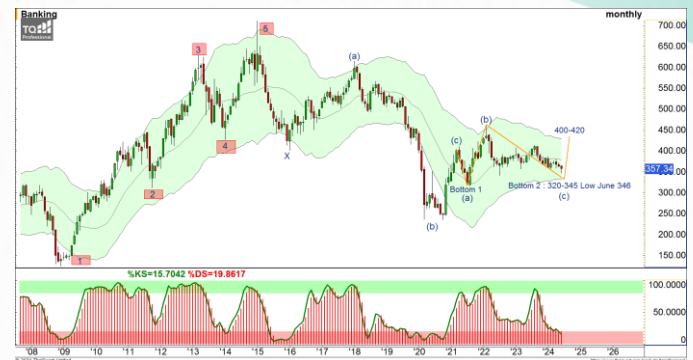 Banking monthly
TQ
Professional
700.00
650.00
600.00
550.00
500.00
450.00
400.00
357.34
350.00
300.00
250.00
200.00
150.00
1
2
3
4
5
X
(a)
(b)
(c)
Bottom 1
(a)
(b)
400-420
Bottom 2 : 320-345 Low June 346
(c)
%KS=15.7042 %DS=19.8617
100.0000
50.0000
0
'08 '09 '10 '11 '12 '13 '14 '15 '16 '17 '18 '19 '20 '21 '22 '23 '24 '25 '26